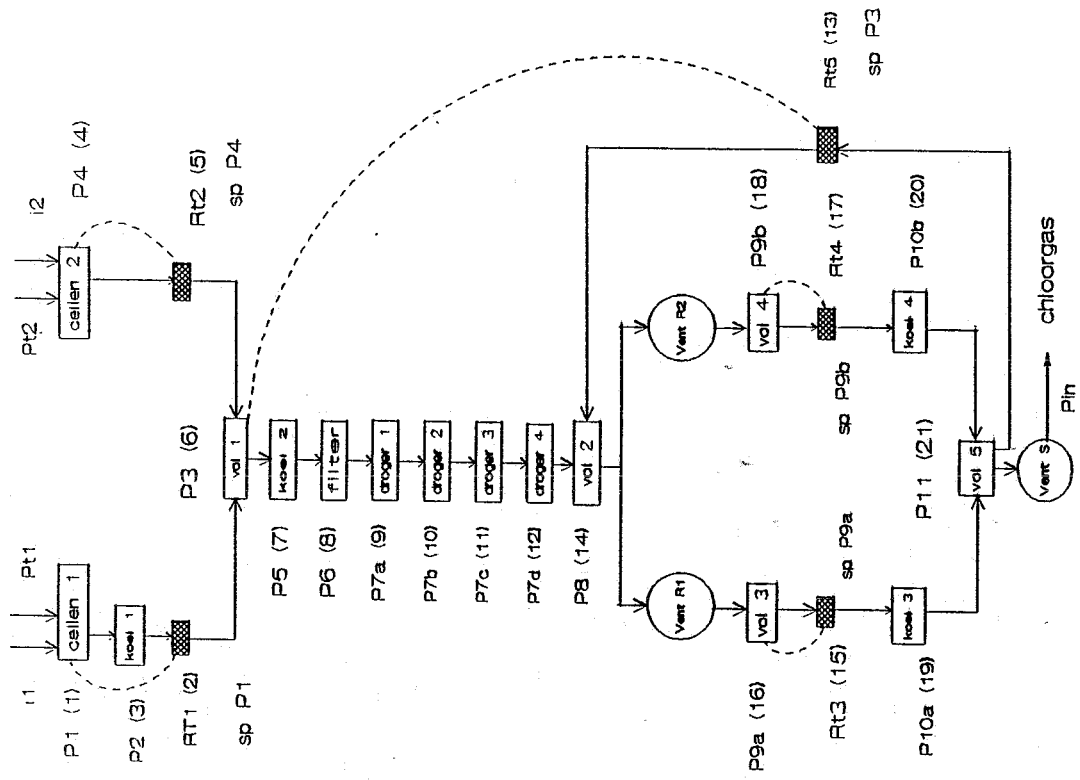 i1
Pt1
cellen 1
P1 (1)
koel 1
P2 (3)
RT1 (2)
sp P1
Pt2
i2
cellen 2
P4 (4)
Rt2 (5)
sp P4
P3 (6)
vol 1
koel 2
P5 (7)
filter
P6 (8)
droger 1
P7a (9)
droger 2
P7b (10)
droger 3
P7c (11)
droger 4
P7d (12)
vol 2
P8 (14)
Vent R1
Vent R2
vol 3
P9a (16)
Rt3 (15)
sp P9a
koel 3
P10a (19)
vol 4
P9b (18)
Rt4 (17)
sp P9b
koel 4
P10b (20)
Rt5 (13)
sp P3
P11 (21)
vol 5
Vent S
Pin
chloorgas